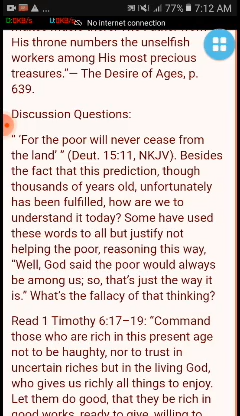 77% 7:12 AM
No internet connection
His throne numbers the unselfish
workers among His most precious
treasures."— The Desire of Ages, p.
639.
Discussion Questions:
" 'For the poor will never cease from
the land' " (Deut. 15:11, NKJV). Besides
the fact that this prediction, though
thousands of years old, unfortunately
has been fulfilled, how are we to
understand it today? Some have used
these words to all but justify not
helping the poor, reasoning this way,
"Well, God said the poor would always
be among us; so, that's just the way it
is." What's the fallacy of that thinking?
Read 1 Timothy 6:17–19: "Command
those who are rich in this present age
not to be haughty, nor to trust in
uncertain riches but in the living God,
who gives us richly all things to enjoy.
Let them do good, that they be rich in
good works, ready to give, willing to